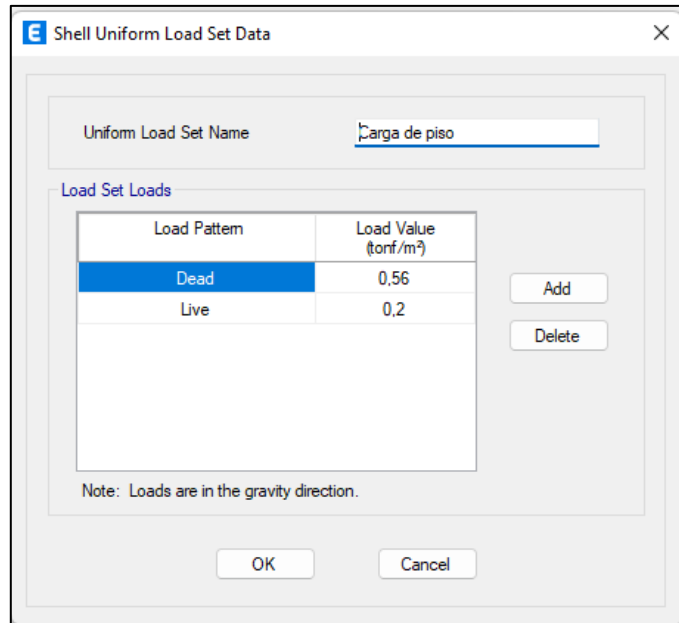 E Shell Uniform Load Set Data
Uniform Load Set Name Carga de piso
Load Set Loads
Load Pattern Load Value
(tonf/m²)
Dead 0,56
Add
Live 0,2
Delete
Note: Loads are in the gravity direction.
OK Cancel